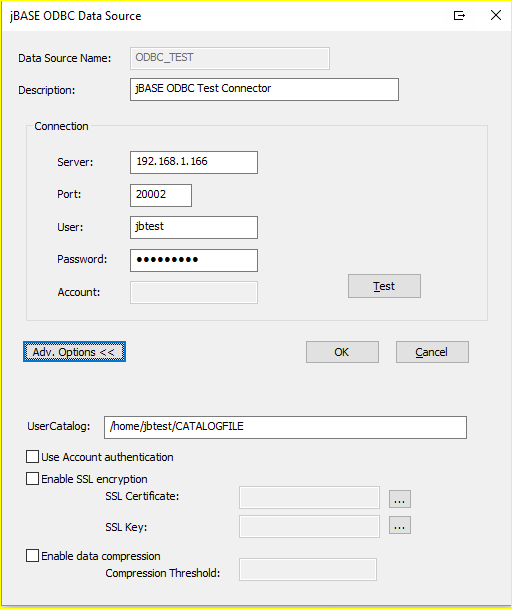 jBASE ODBC Data Source
Data Source Name: ODBC_TEST
Description: jBASE ODBC Test Connector
Connection
Server: 192.168.1.166
Port: 20002
User: jbtest
Password: ●●●●●●●●●
Account:
Test
Adv. Options << OK Cancel
UserCatalog: /home/jbtest/CATALOGFILE
Use Account authentication
Enable SSL encryption
SSL Certificate: ...
SSL Key: ...
Enable data compression
Compression Threshold: